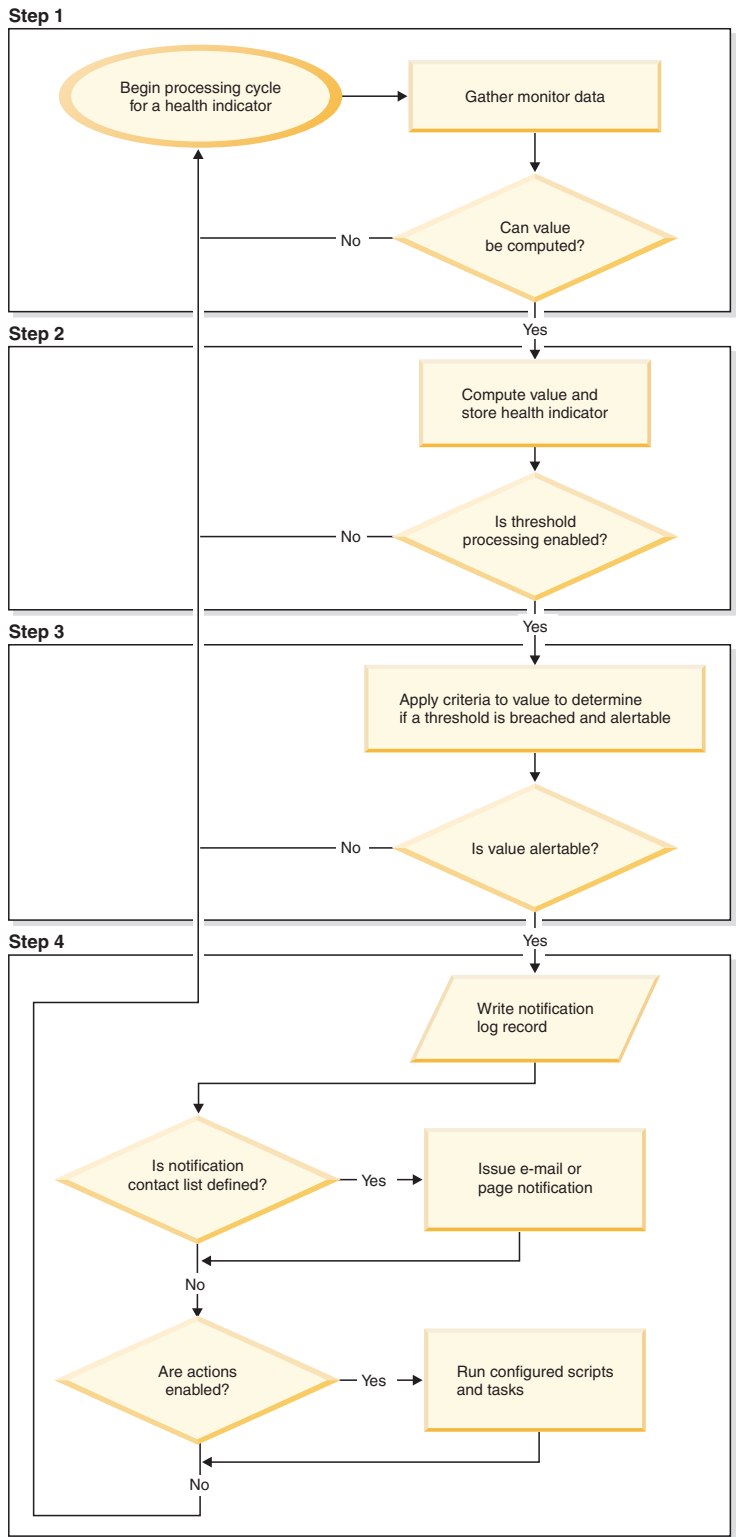 Step 1
Begin processing cycle
for a health indicator
Gather monitor data
Can value
be computed?
No
Yes
Step 2
Compute value and
store health indicator
Is threshold
processing enabled?
No
Yes
Step 3
Apply criteria to value to determine
if a threshold is breached and alertable
Is value alertable?
No
Yes
Step 4
Write notification
log record
Is notification
contact list defined?
Yes
Issue e-mail or
page notification
No
Are actions
enabled?
Yes
Run configured scripts
and tasks
No